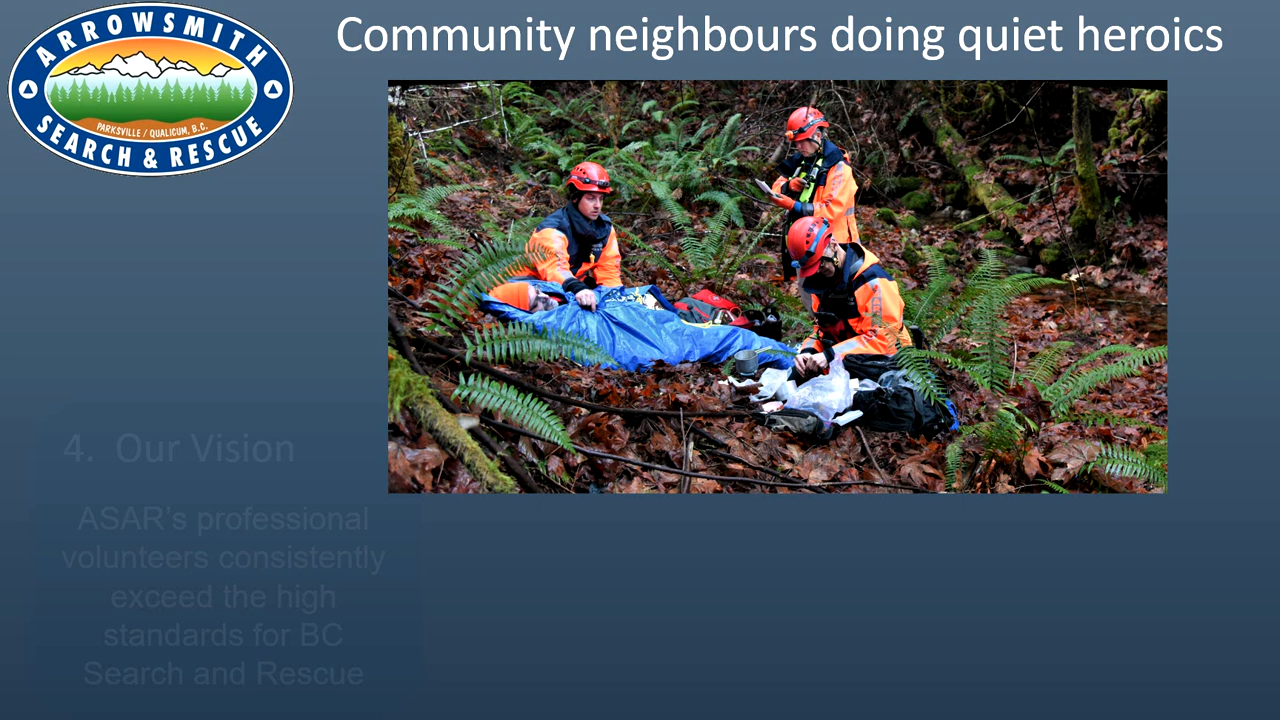 ARROWSMITH
PARKSVILLE / QUALICUM, B.C.
SEARCH & RESCUE
Community neighbours doing quiet heroics
4. Our Vision
ASAR's professional
volunteers consistently
exceed the high
standards for BC
Search and Rescue